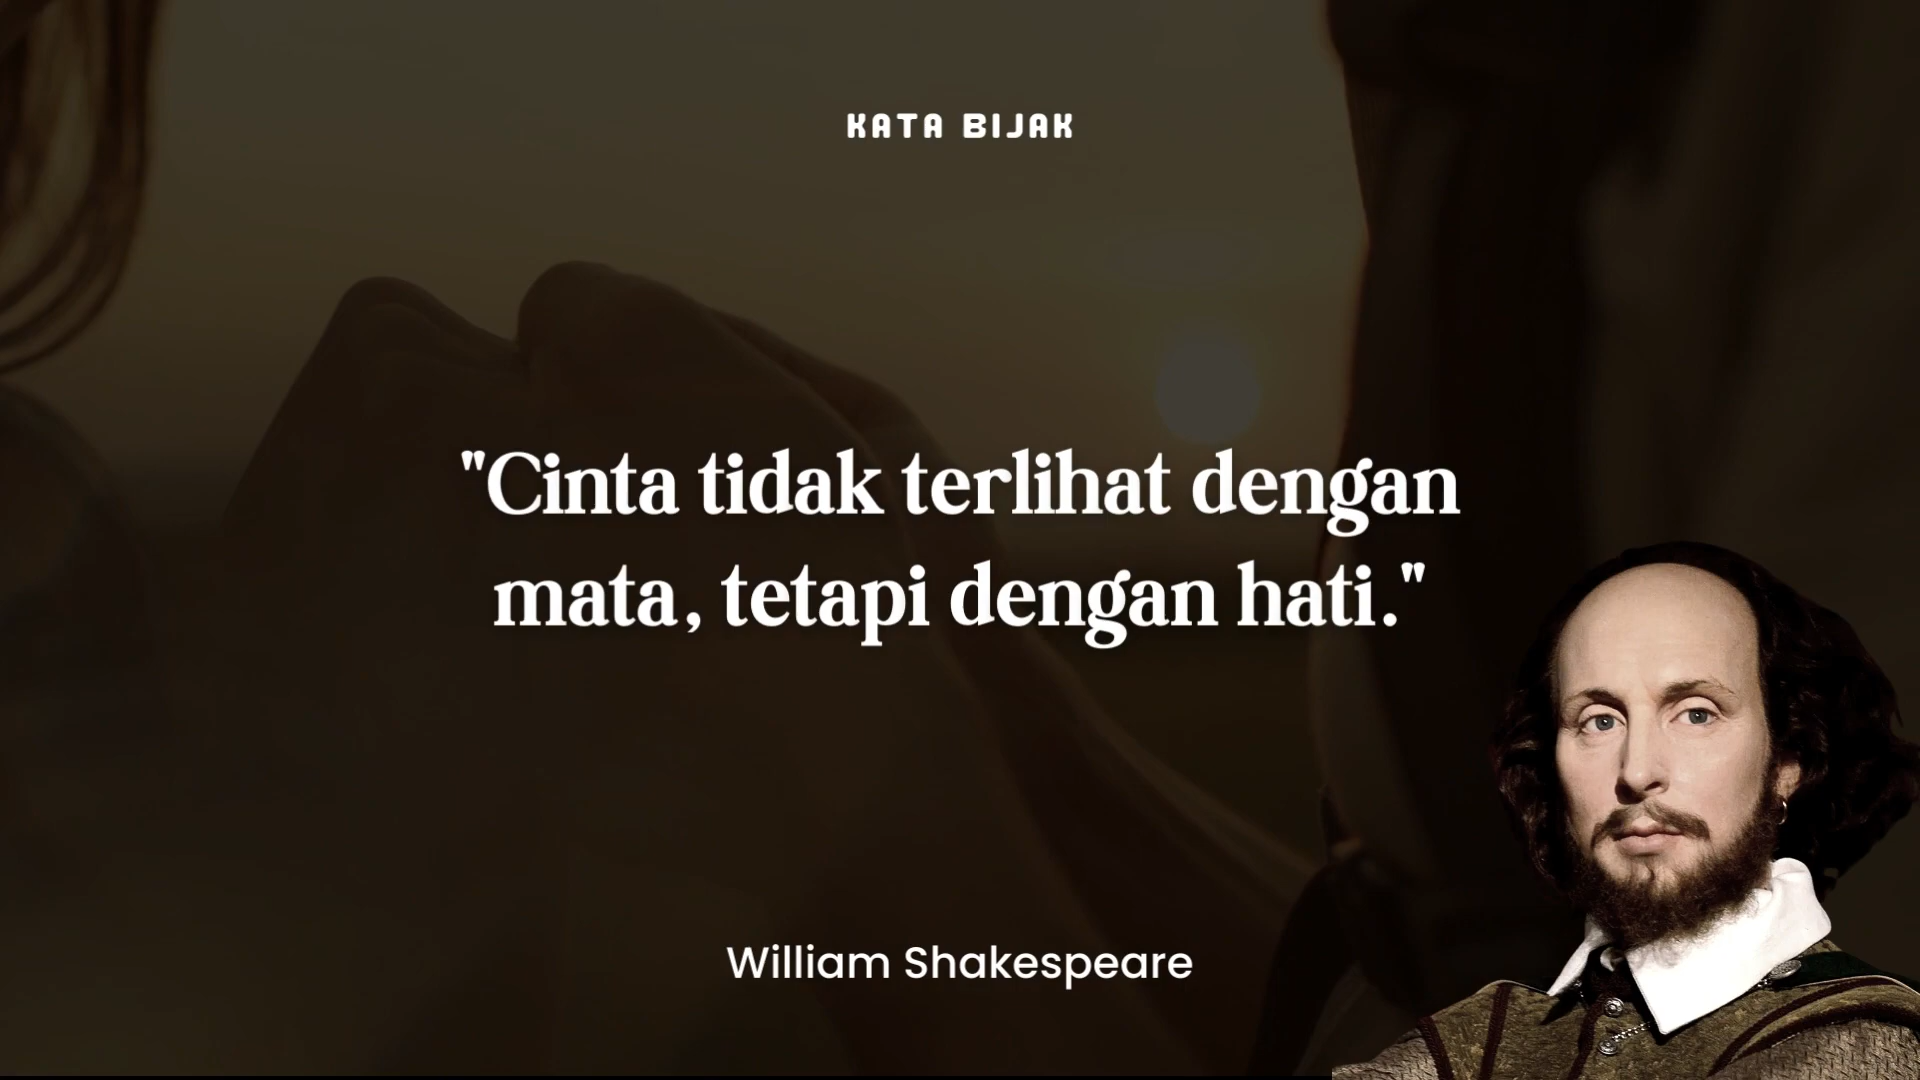 KATA BIJAK
"Cinta tidak terlihat dengan
mata, tetapi dengan hati."
William Shakespeare